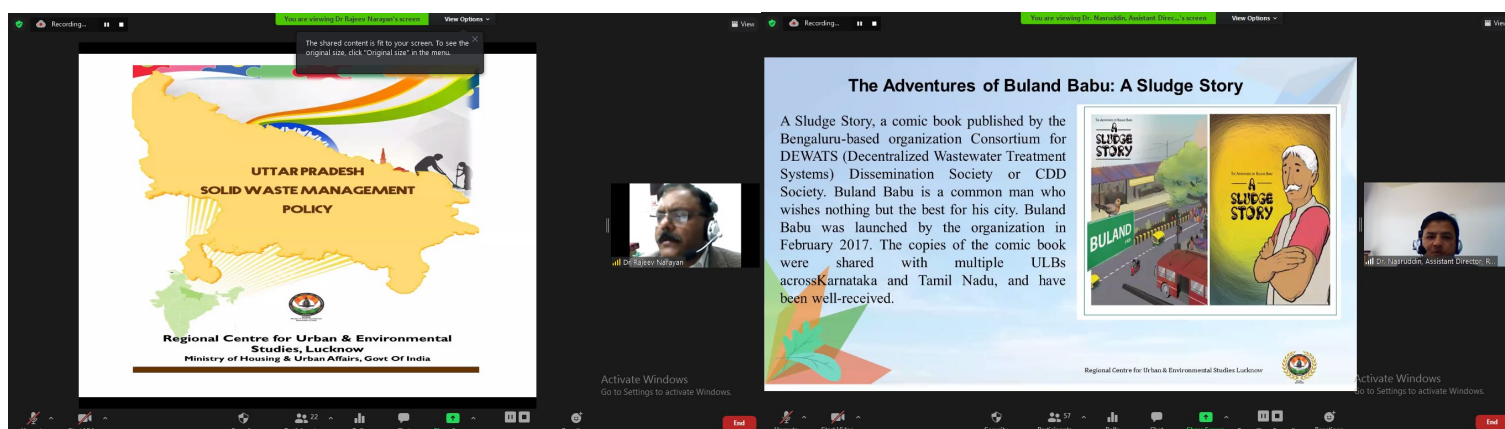 Recording...
You are viewing Dr Rajeev Narayan's screen
View Options
View
The shared content is fit to your screen. To see the
original size, click "Original size" in the menu.
UTTAR PRADESH
SOLID WASTE MANAGEMENT
POLICY
Regional Centre for Urban & Environmental
Studies, Lucknow
Ministry of Housing & Urban Affairs, Govt Of India
Dr Rajeev Narayan
Activate Windows
Go to Settings to activate Windows.
22
End
Recording...
You are viewing Dr. Nasruddin, Assistant Direc...'s screen
View Options
The Adventures of Buland Babu: A Sludge Story
A Sludge Story, a comic book published by the
Bengaluru-based organization Consortium for
DEWATS (Decentralized Wastewater Treatment
Systems) Dissemination Society or CDD
Society. Buland Babu is a common man who
wishes nothing but the best for his city. Buland
Babu was launched by the organization in
February 2017. The copies of the comic book
were shared with multiple ULBs
acrossKarnataka and Tamil Nadu, and have
been well-received.
A
SLUDGE
STORY
BULAND
A
SLUDGE
STORY
Regional Centre for Urban & Environmental Studies Lucknow
Dr. Nasruddin, Assistant Director, R...
Activate Windows
Go to Settings to activate Windows.
57
End